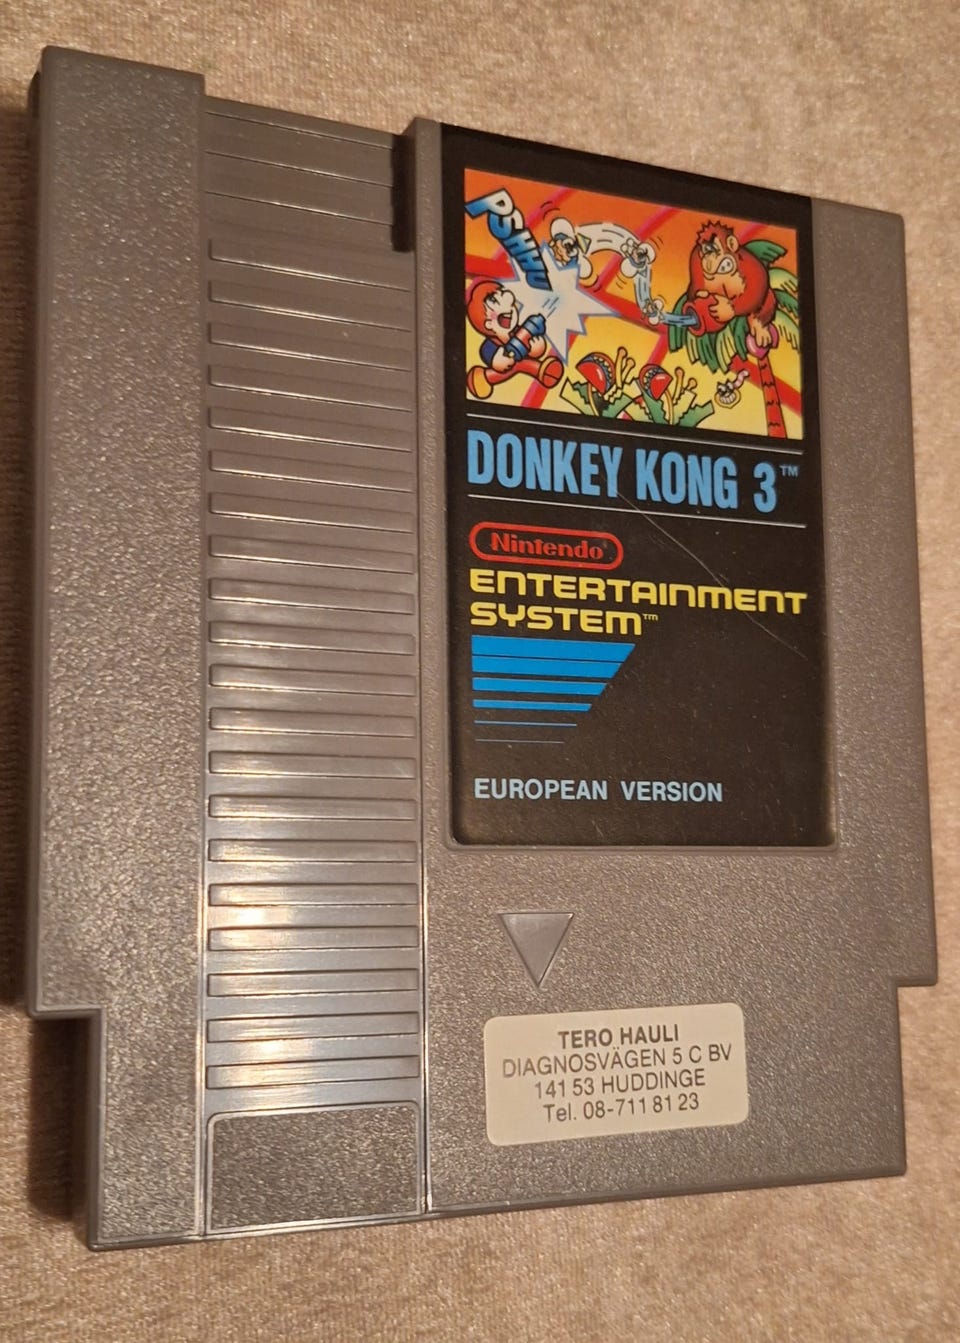 PSHHH
DONKEY KONG 3™
Nintendo®
ENTERTAINMENT
SYSTEM™
EUROPEAN VERSION
TERO HAULI
DIAGNOSVÄGEN 5 C BV
141 53 HUDDINGE
Tel. 08-711 81 23